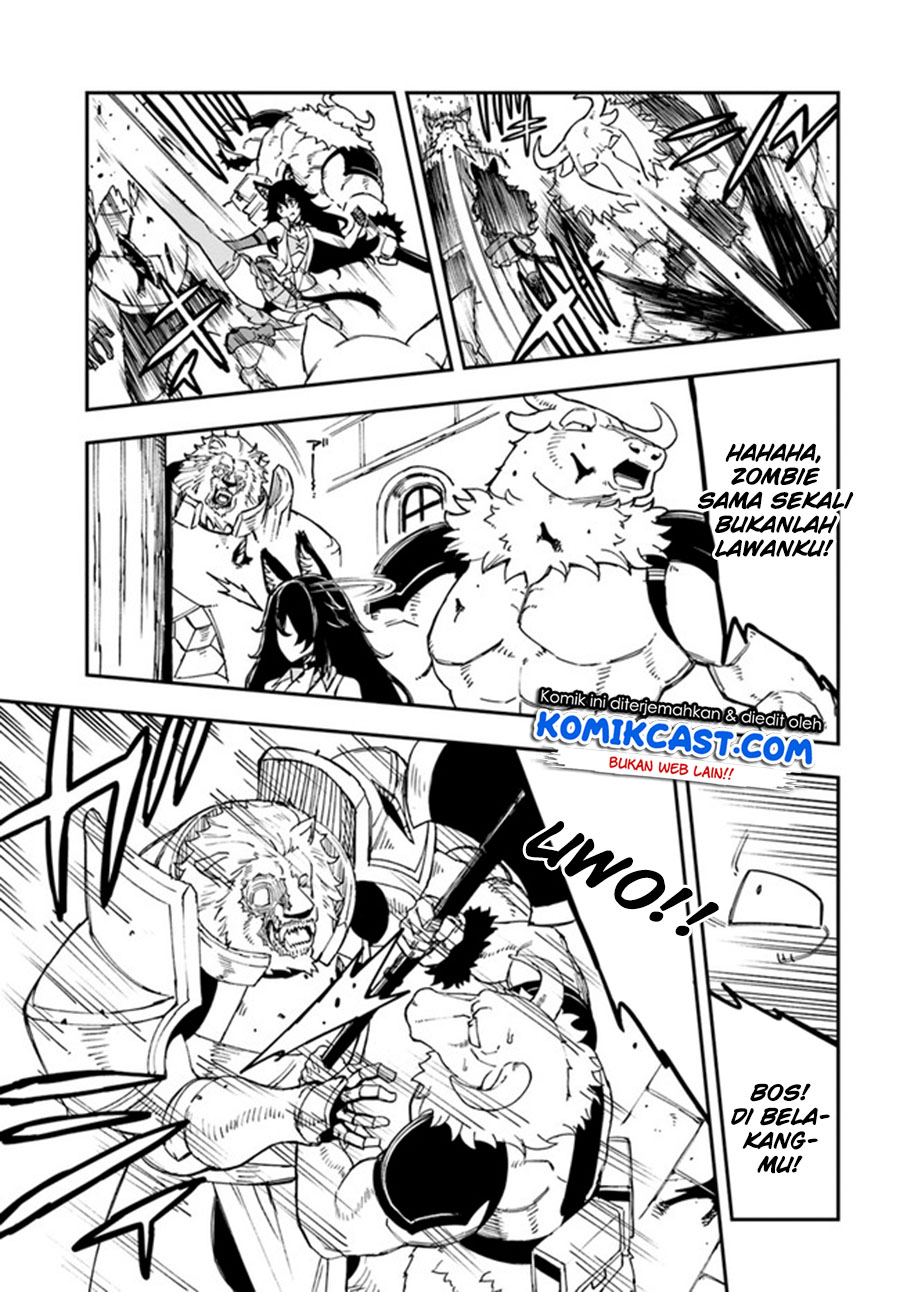 HAHAHA,
ZOMBIE
SAMA SEKALI
BUKANLAH
LAWANKU!
Komik ini diterjemahkan & diedit oleh
KOMIKCAST.COM
BUKAN WEB LAIN!!
UWO!!
BOS!
DI BELA-
KANG-
MU!